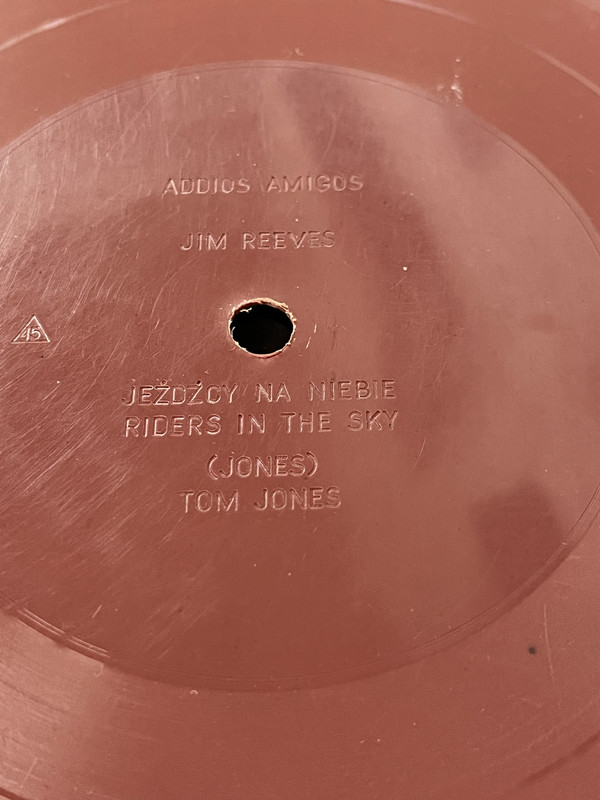 ADDIOS AMIGOS
JIM REEVES
45
JEŽDŻCY NA NIEBIE
RIDERS IN THE SKY
(JONES)
TOM JONES